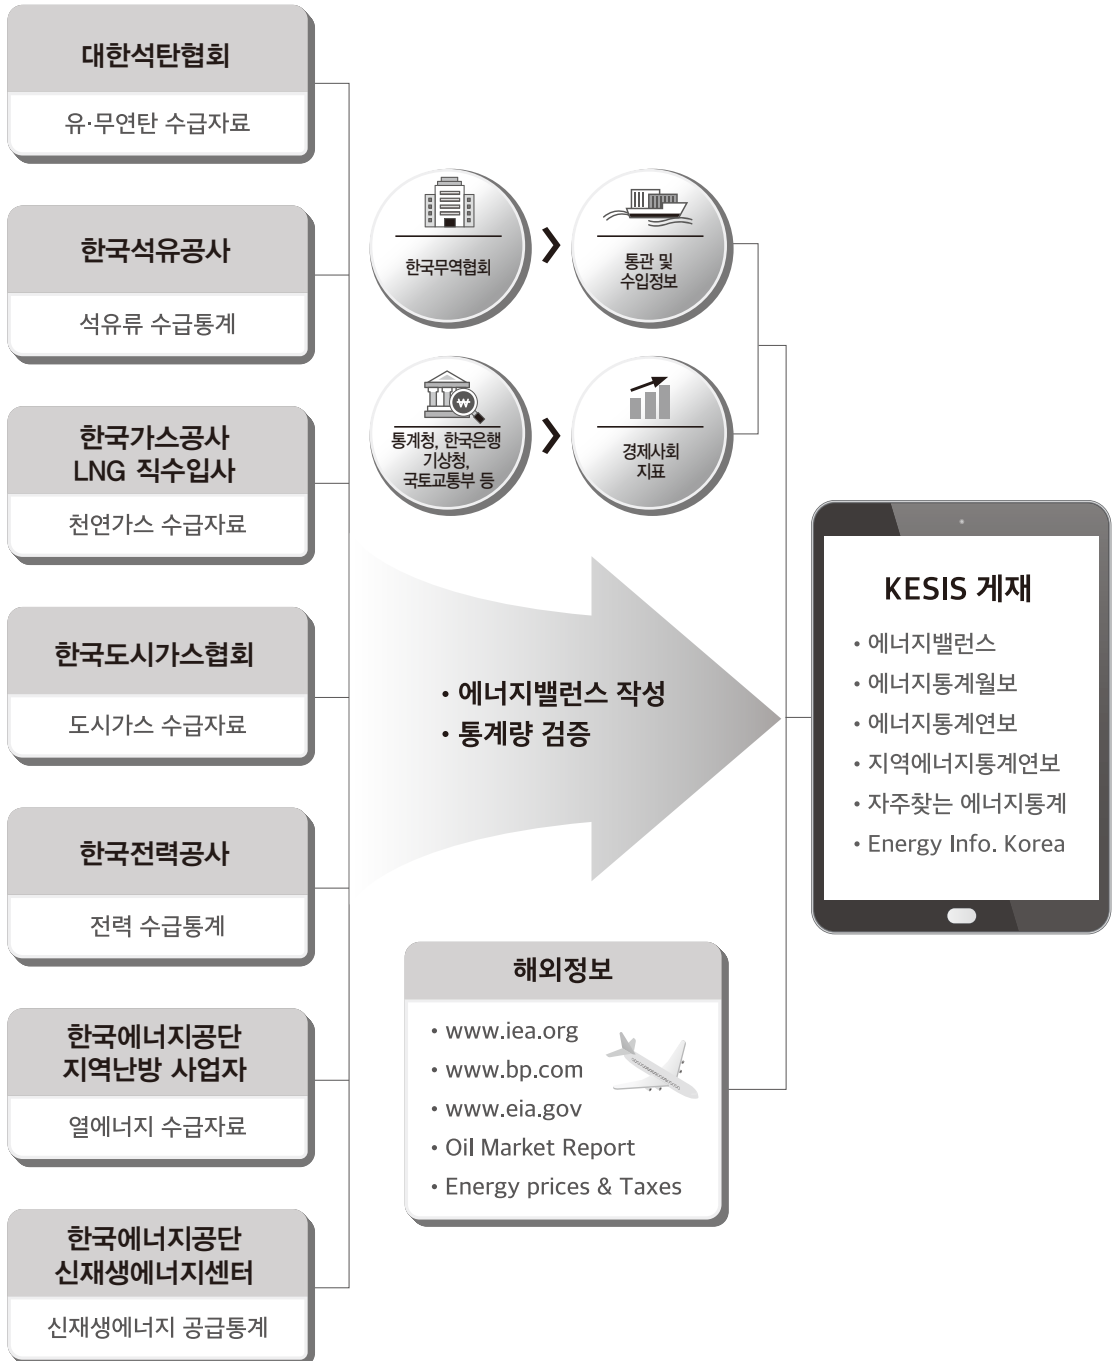 대한석탄협회
유·무연탄 수급자료
한국석유공사
석유류 수급통계
한국가스공사
LNG 직수입사
천연가스 수급자료
한국도시가스협회
도시가스 수급자료
한국전력공사
전력 수급통계
한국에너지공단
지역난방 사업자
열에너지 수급자료
한국에너지공단
신재생에너지센터
신재생에너지 공급통계
한국무역협회
통관 및
수입정보
통계청, 한국은행
기상청,
국토교통부 등
경제사회
지표
• 에너지밸런스 작성
• 통계량 검증
해외정보
• www.iea.org
• www.bp.com
• www.eia.gov
• Oil Market Report
• Energy prices & Taxes
KESIS 게재
• 에너지밸런스
• 에너지통계월보
• 에너지통계연보
• 지역에너지통계연보
• 자주찾는 에너지통계
• Energy Info. Korea